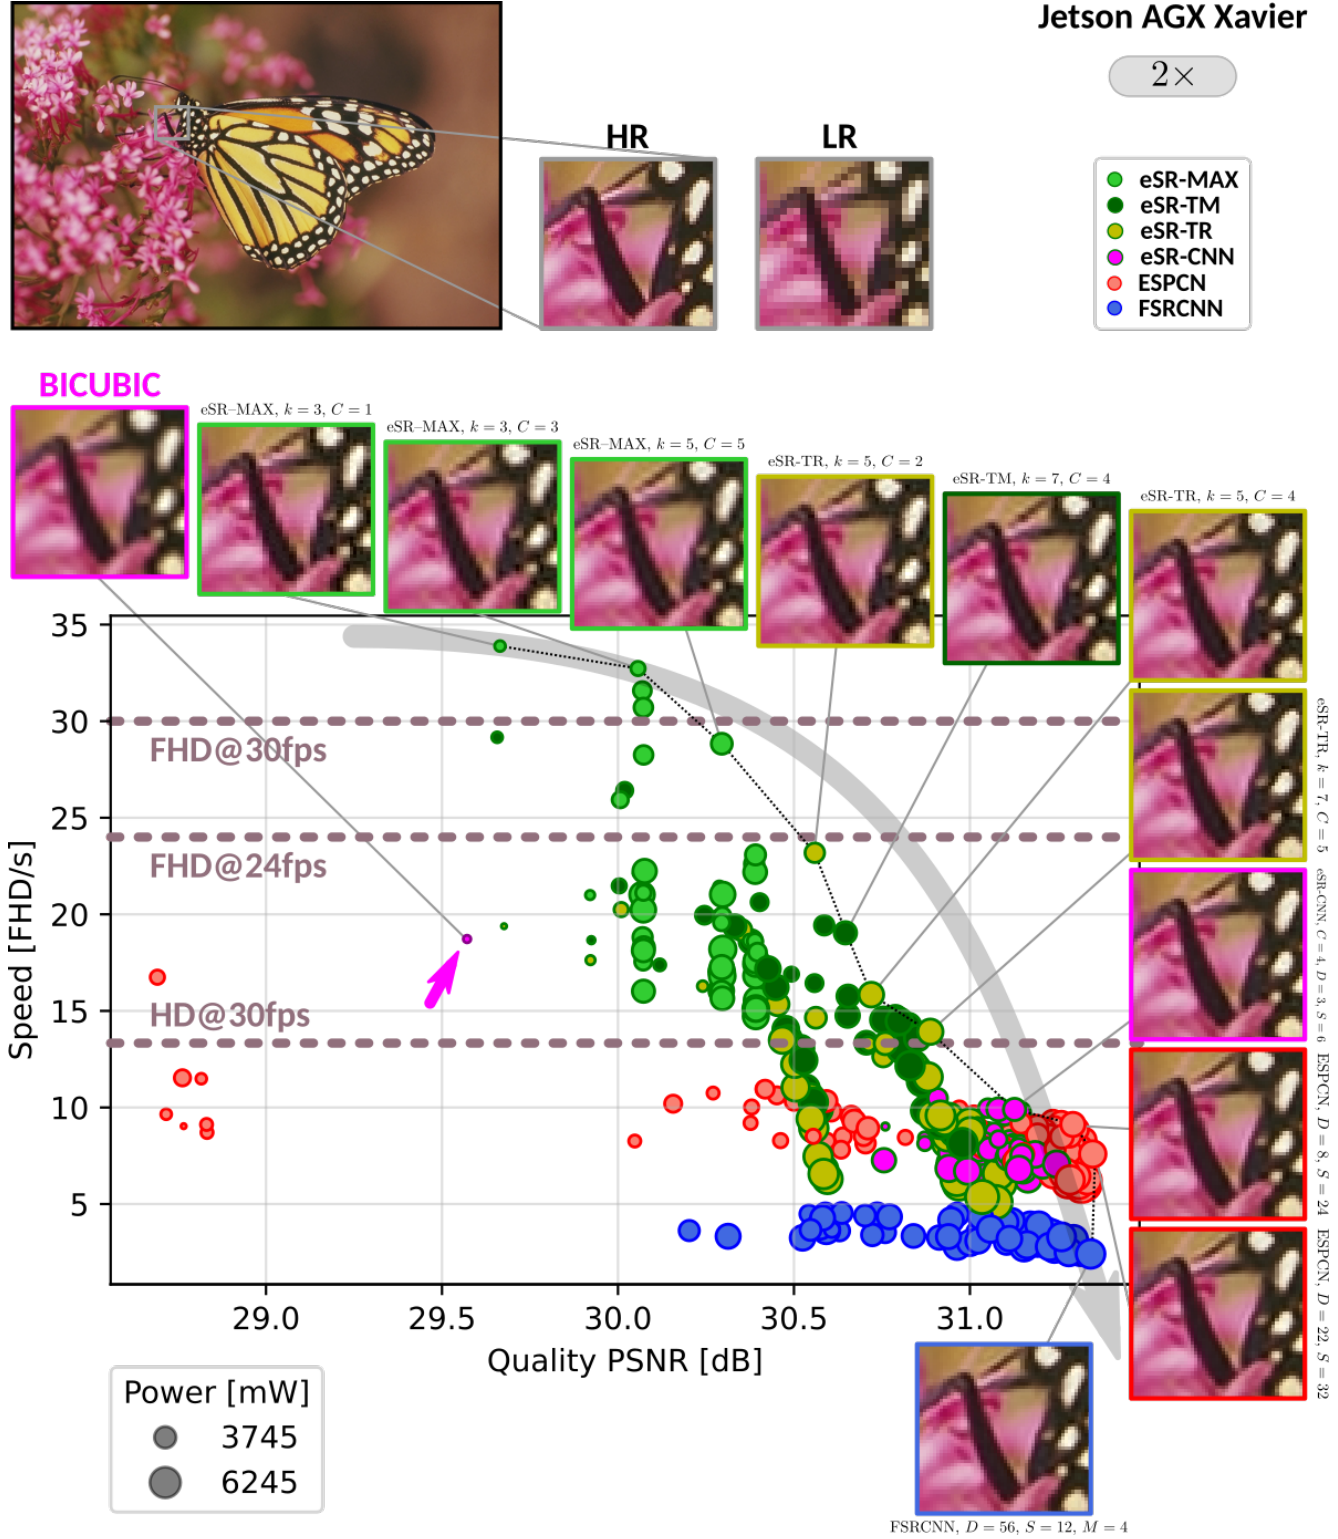 Jetson AGX Xavier
2×
HR
LR
eSR-MAX
eSR-TM
eSR-TR
eSR-CNN
ESPCN
FSRCNN
BICUBIC
eSR–MAX, k = 3, C = 1
eSR–MAX, k = 3, C = 3
eSR–MAX, k = 5, C = 5
eSR-TR, k = 5, C = 2
eSR-TM, k = 7, C = 4
eSR-TR, k = 5, C = 4
eSR-TR, k = 7, C = 5
eSR-CNN, C = 4, D = 3, S = 6
ESPCN, D = 8, S = 24
ESPCN, D = 22, S = 32
35
30
25
20
15
10
5
Speed [FHD/s]
FHD@30fps
FHD@24fps
HD@30fps
29.0
29.5
30.0
30.5
31.0
Quality PSNR [dB]
Power [mW]
3745
6245
FSRCNN, D = 56, S = 12, M = 4